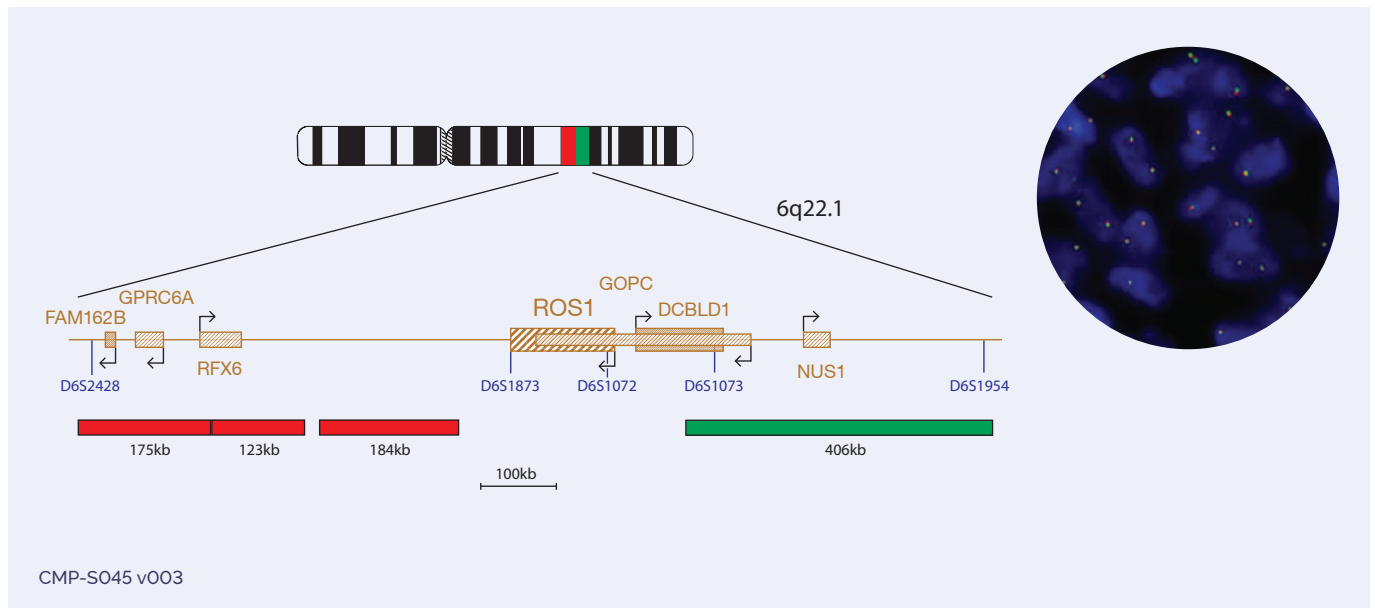 6q22.1
GOPC
GPRC6A
ROS1
DCBLD1
FAM162B
RFX6
NUS1
D6S2428
D6S1873
D6S1072
D6S1073
D6S1954
175kb
123kb
184kb
406kb
100kb
CMP-S045 v003